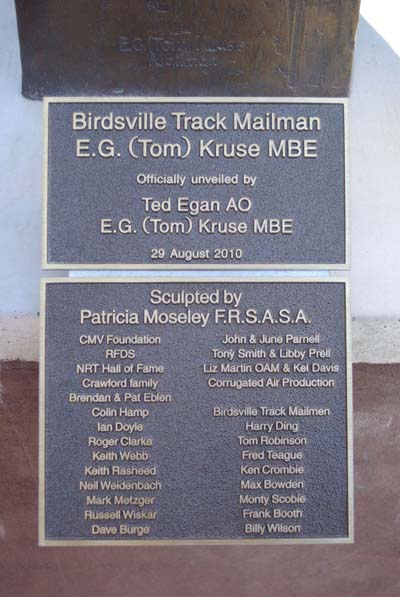 E.G. (Tom) Kruse
Mailman
Birdsville Track Mailman
E.G. (Tom) Kruse MBE
Officially unveiled by
Ted Egan AO
E.G. (Tom) Kruse MBE
29 August 2010
Sculpted by
Patricia Moseley F.R.S.A.S.A.
CMV Foundation
RFDS
NRT Hall of Fame
Crawford family
Brendan & Pat Eblen
Colin Hamp
Ian Doyle
Roger Clarke
Keith Webb
Keith Rasheed
Neil Weidenbach
Mark Metzger
Russell Wiskar
Dave Burge
John & June Parnell
Tony Smith & Libby Prell
Liz Martin OAM & Kel Davis
Corrugated Air Production
Birdsville Track Mailmen
Harry Ding
Tom Robinson
Fred Teague
Ken Crombie
Max Bowden
Monty Scobie
Frank Booth
Billy Wilson